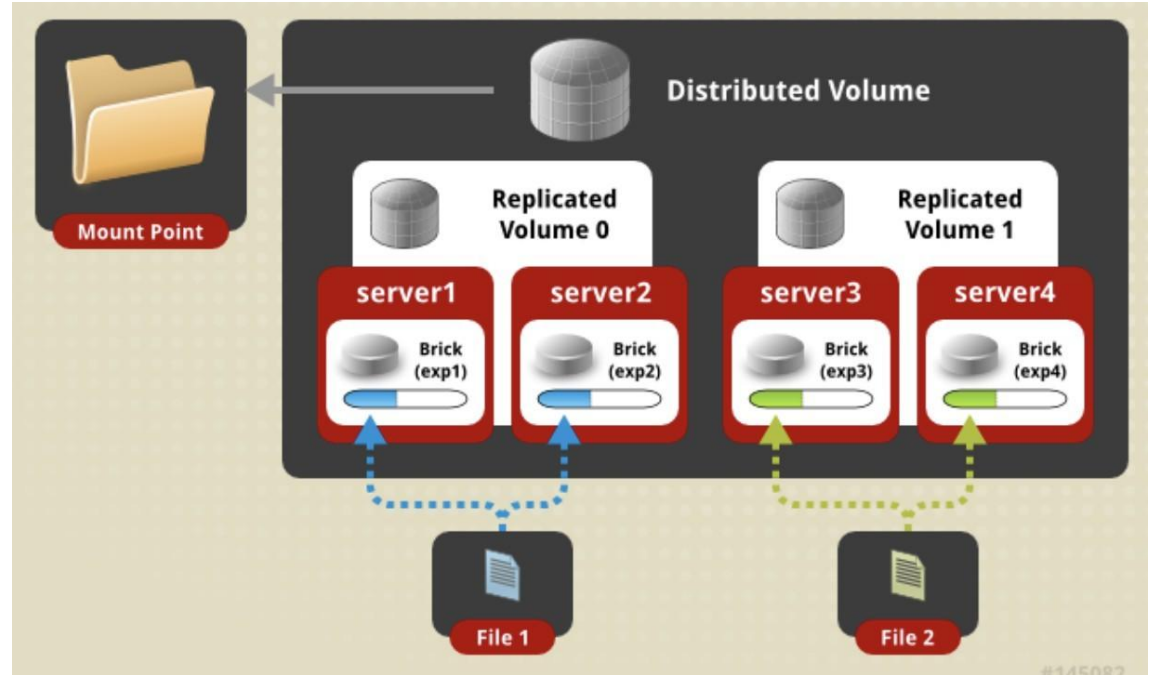 Distributed Volume
Mount Point
Replicated
Volume 0
Replicated
Volume 1
server1
server2
server3
server4
Brick
(exp1)
Brick
(exp2)
Brick
(exp3)
Brick
(exp4)
File 1
File 2